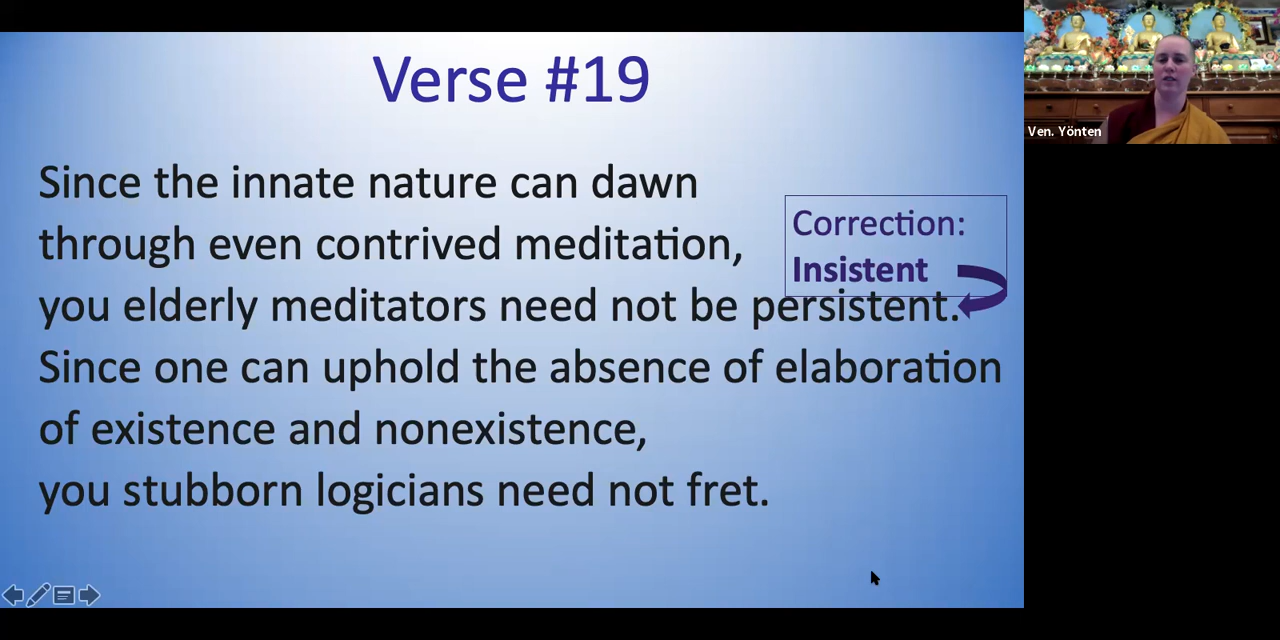 Verse #19
Since the innate nature can dawn
through even contrived meditation,
Correction:
Insistent
you elderly meditators need not be persistent.
Since one can uphold the absence of elaboration
of existence and nonexistence,
you stubborn logicians need not fret.
Ven. Yönten